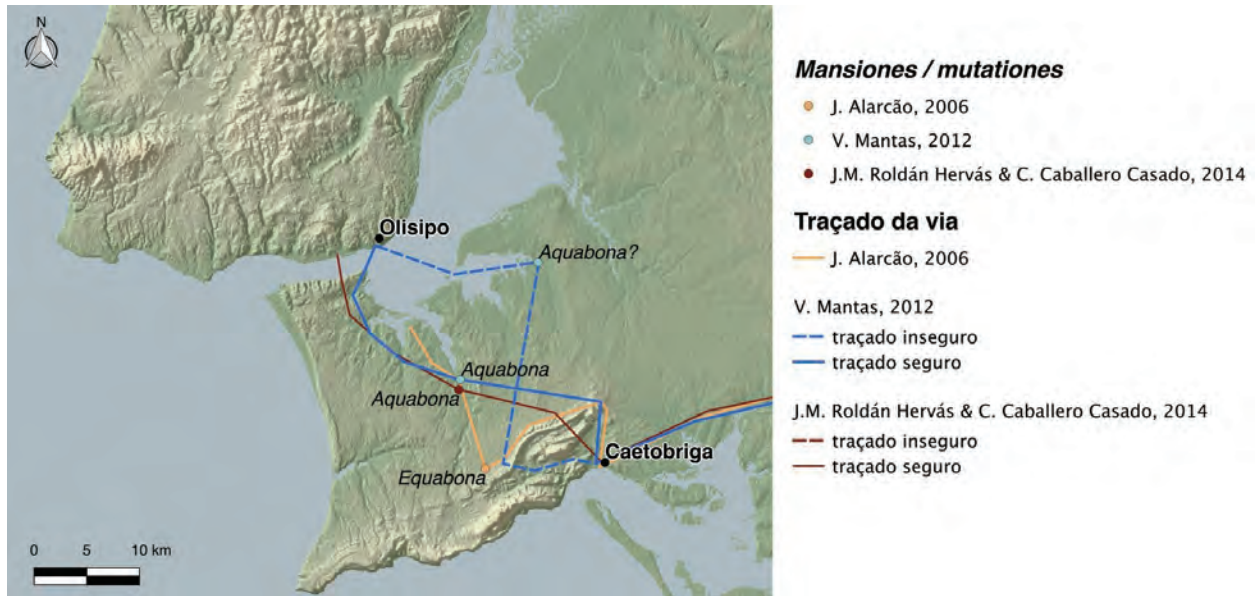 N
Olisipo
Aquabona?
Aquabona
Aquabona
Equabona
Caetobriga
0 5 10 km
Mansiones / mutationes
J. Alarcão, 2006
V. Mantas, 2012
J.M. Roldán Hervás & C. Caballero Casado, 2014
Traçado da via
J. Alarcão, 2006
V. Mantas, 2012
traçado inseguro
traçado seguro
J.M. Roldán Hervás & C. Caballero Casado, 2014
traçado inseguro
traçado seguro